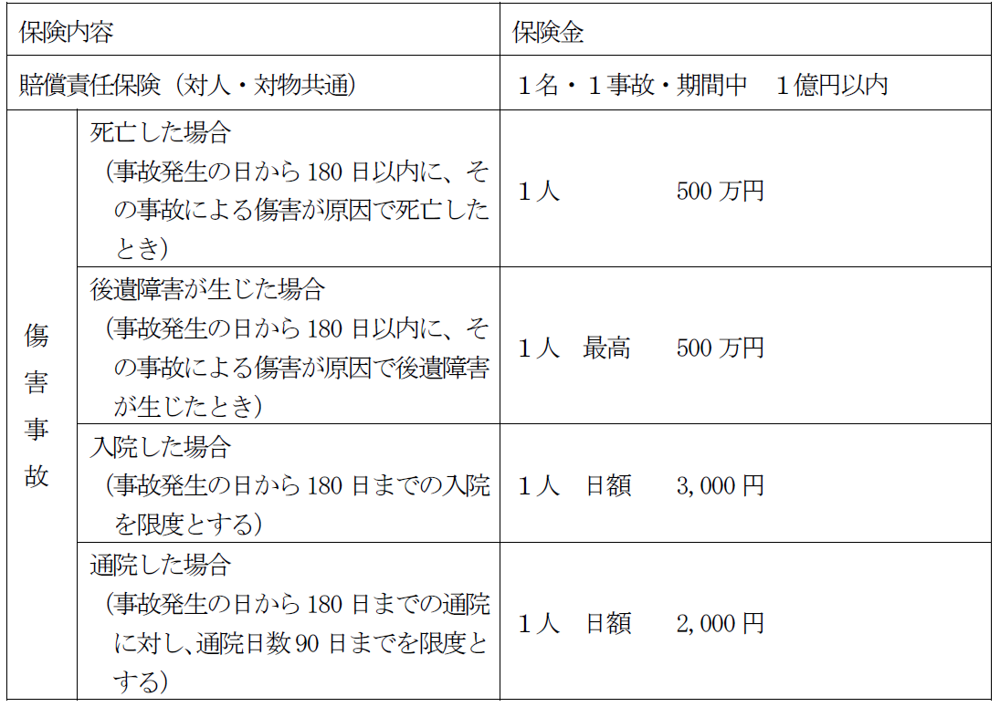 保険内容
保険金
賠償責任保険（対人・対物共通）
１名・１事故・期間中　１億円以内
傷害事故
死亡した場合
（事故発生の日から 180 日以内に、そ
の事故による傷害が原因で死亡した
とき）
１人　　　　　500 万円
後遺障害が生じた場合
（事故発生の日から 180 日以内に、そ
の事故による傷害が原因で後遺障害
が生じたとき）
１人　最高　　500 万円
入院した場合
（事故発生の日から 180 日までの入院
を限度とする）
１人　日額　　3,000 円
通院した場合
（事故発生の日から 180 日までの通院
に対し、通院日数 90 日までを限度と
する）
１人　日額　　2,000 円